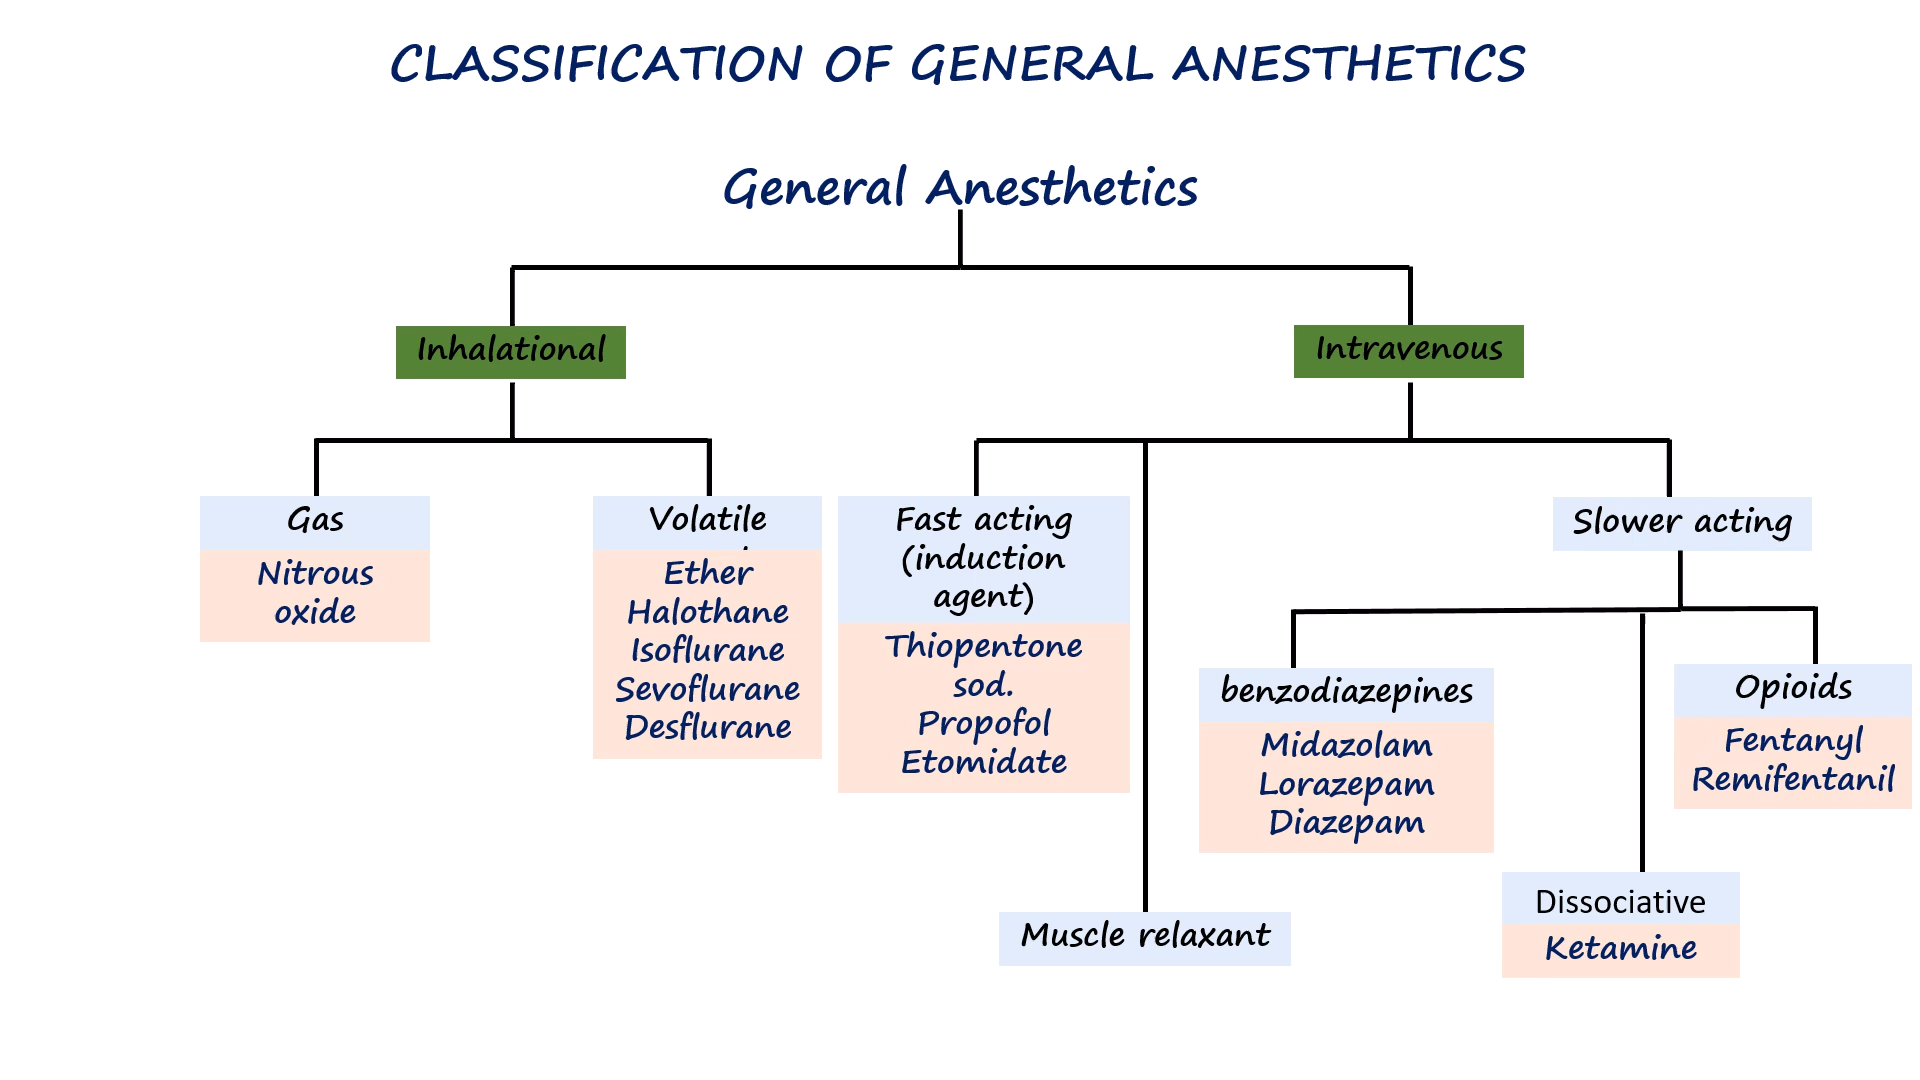 CLASSIFICATION OF GENERAL ANESTHETICS
General Anesthetics
Inhalational
Intravenous
Gas
Nitrous
oxide
Volatile
Ether
Halothane
Isoflurane
Sevoflurane
Desflurane
Fast acting
(induction
agent)
Thiopentone
sod.
Propofol
Etomidate
Muscle relaxant
Slower acting
benzodiazepines
Midazolam
Lorazepam
Diazepam
Dissociative
Ketamine
Opioids
Fentanyl
Remifentanil